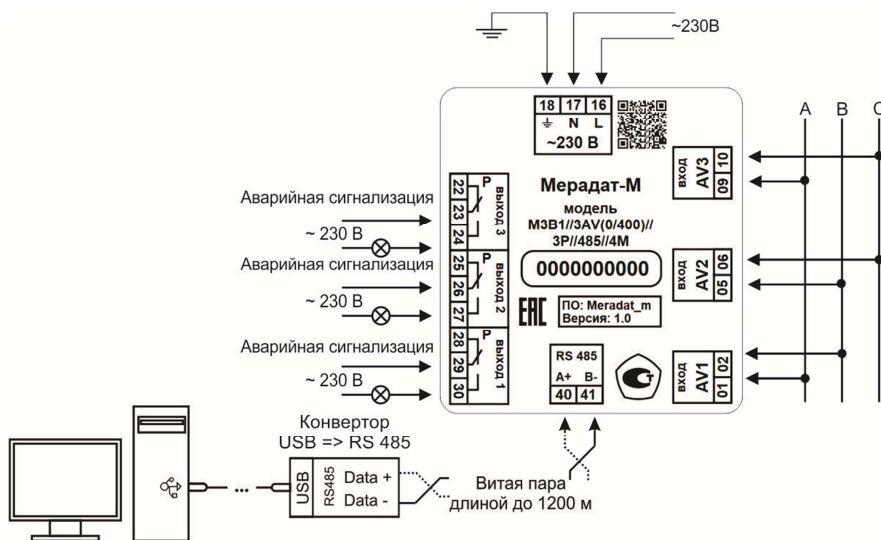 ~230В
18 17 16
N L
~230 В
A B C
вход AV3 09 10
вход AV2 05 06
вход AV1 01 02
Мерадат-М
модель
М3В1//3AV(0/400)//
3Р//485//4М
0000000000
ЕАС
ПО: Meradat_m
Версия: 1.0
RS 485
A+ B-
40 41
Ст
22 23 24 Р выход 3
25 26 27 Р выход 2
28 29 30 Р выход 1
Аварийная сигнализация
~ 230 В
Аварийная сигнализация
~ 230 В
Аварийная сигнализация
~ 230 В
Конвертор
USB => RS 485
USB
RS485
Data +
Data -
...
Витая пара
длиной до 1200 м